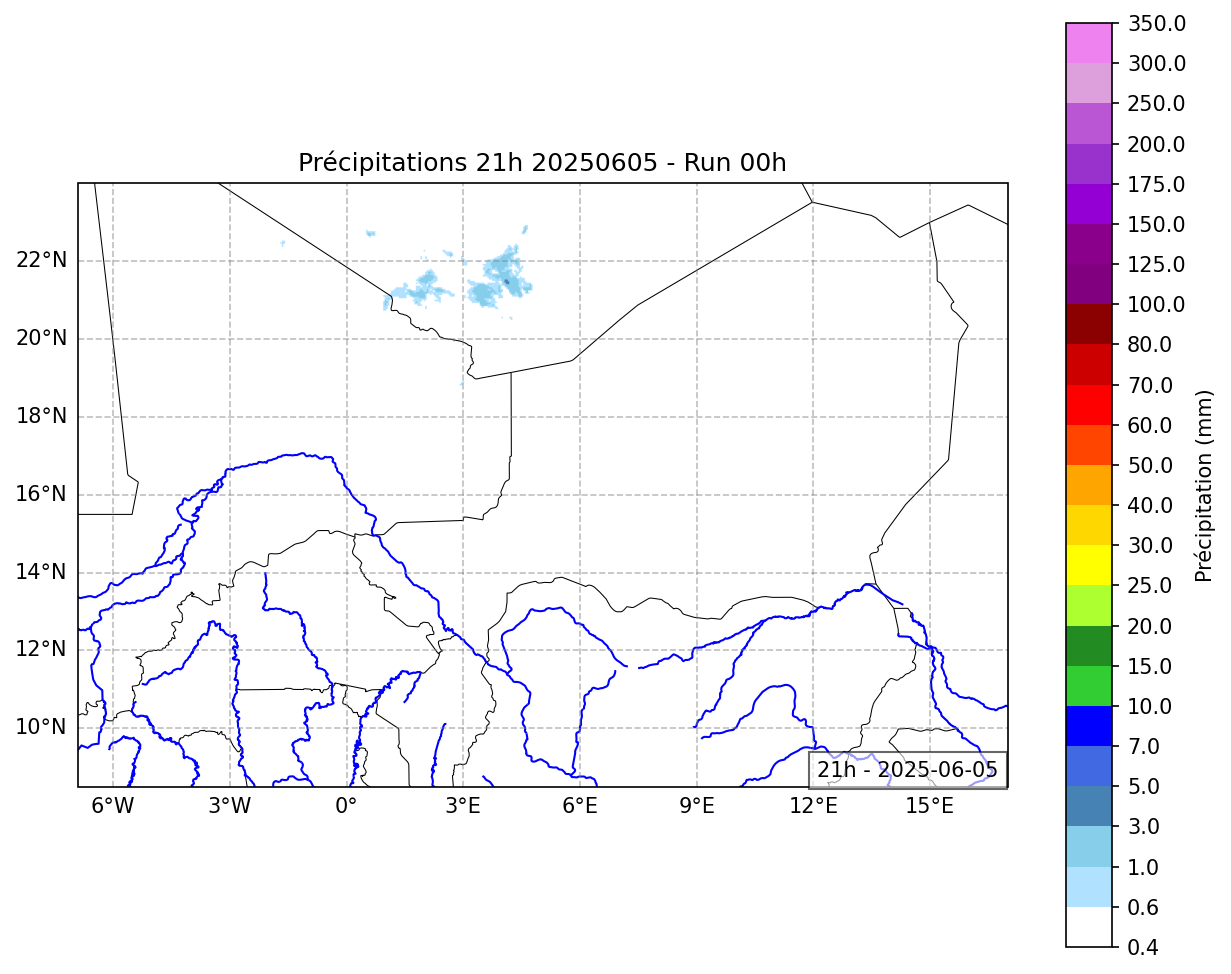 Précipitations 21h 20250605 - Run 00h
22°N
20°N
18°N
16°N
14°N
12°N
10°N
6°W
3°W
0°
3°E
6°E
9°E
12°E
15°E
21h - 2025-06-05
350.0
300.0
250.0
200.0
175.0
150.0
125.0
100.0
80.0
70.0
60.0
50.0
40.0
30.0
25.0
20.0
15.0
10.0
7.0
5.0
3.0
1.0
0.6
0.4
Précipitation (mm)